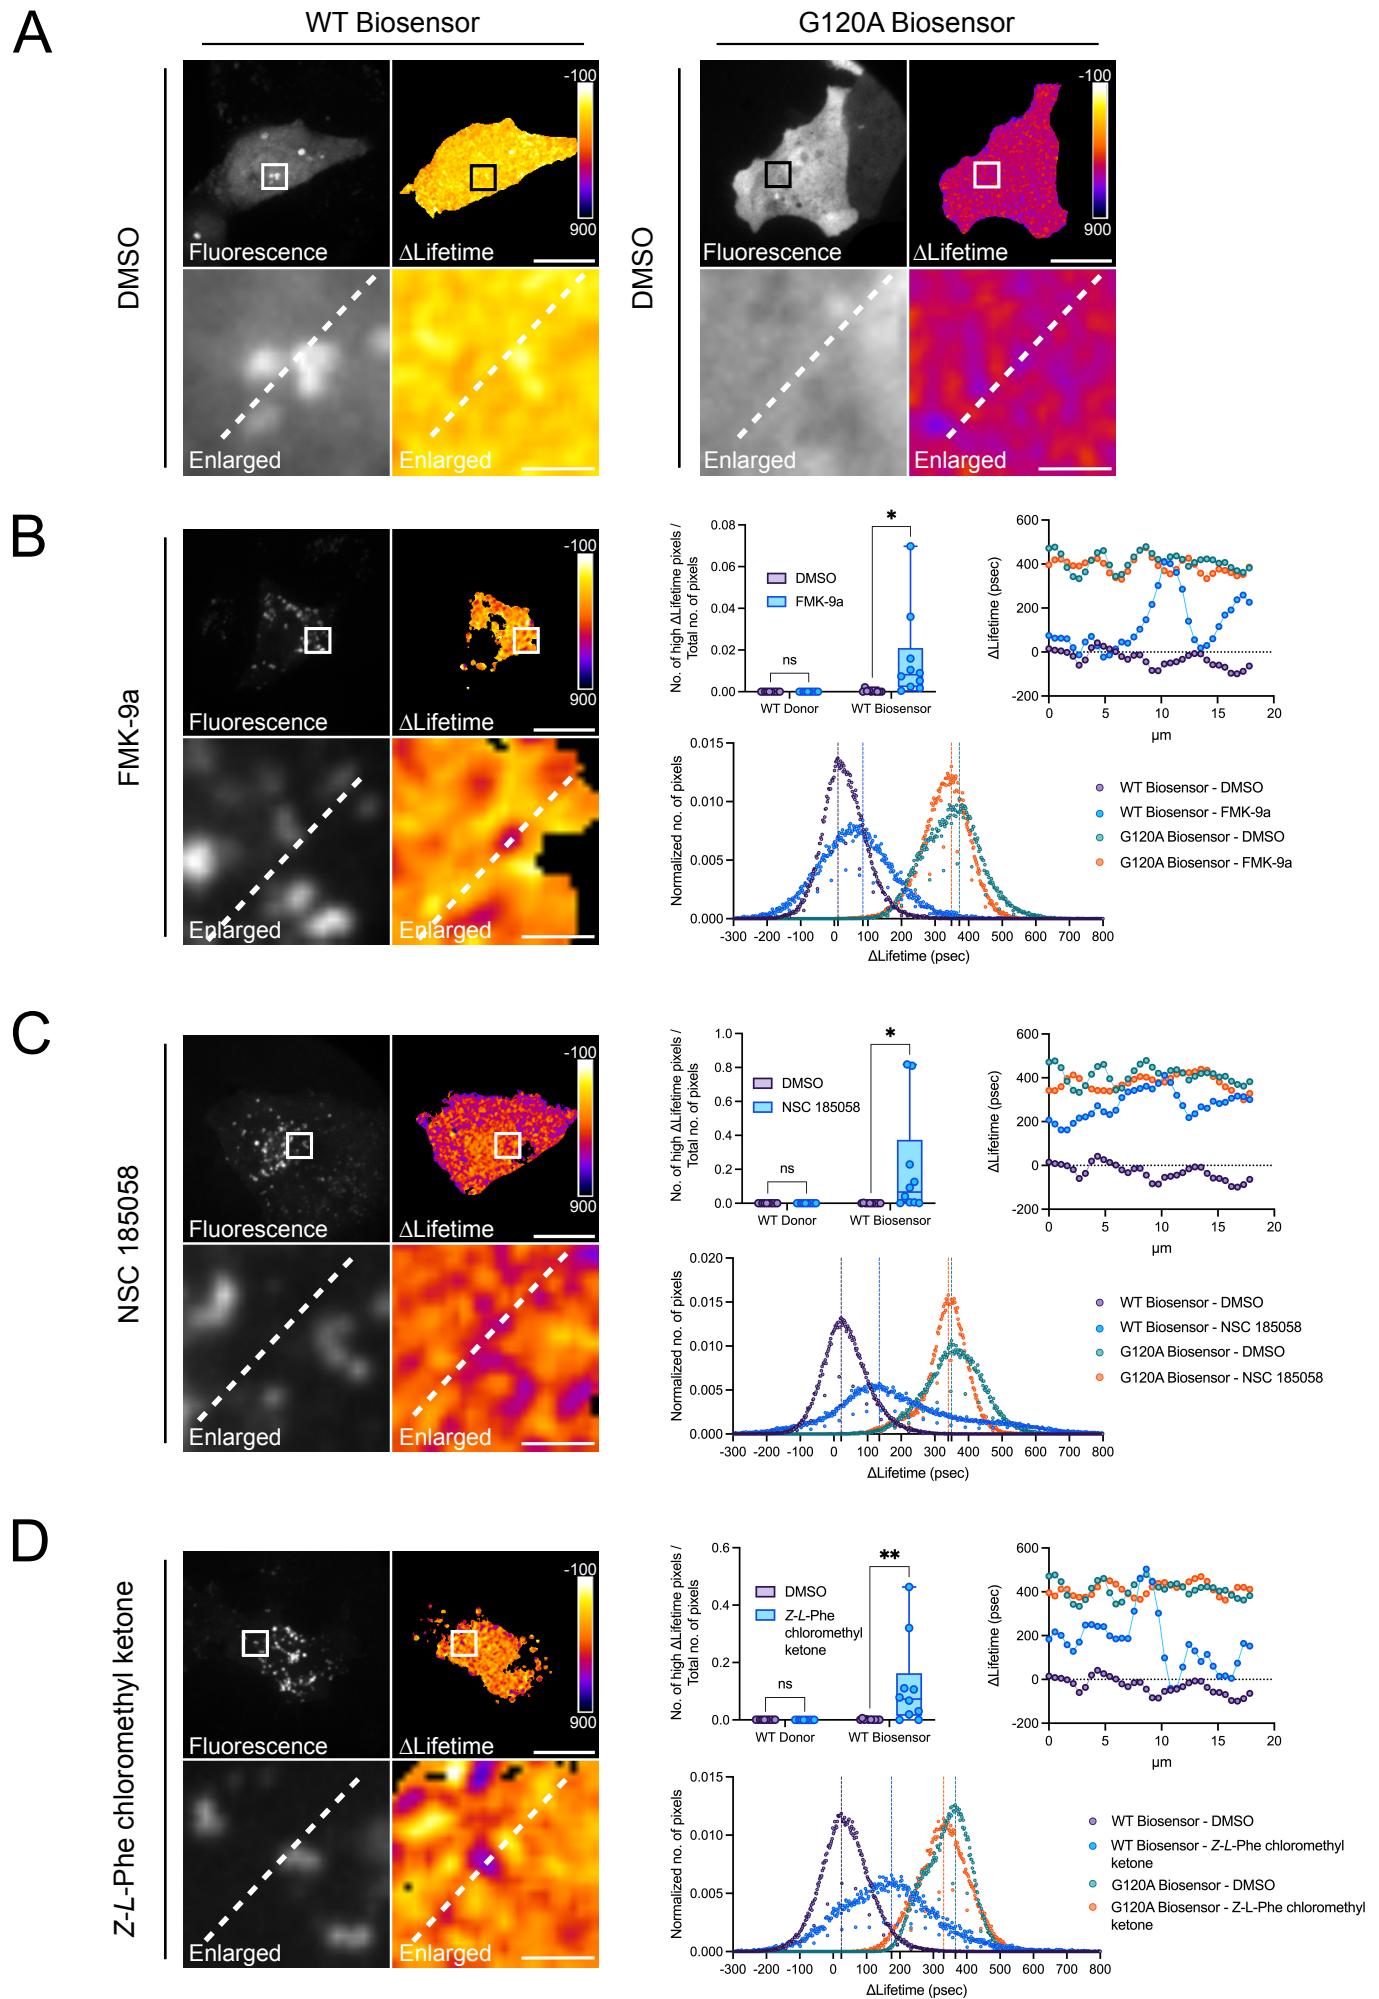 A
WT Biosensor
G120A Biosensor
DMSO
Fluorescence
ΔLifetime
-100
900
Enlarged
Enlarged
DMSO
Fluorescence
ΔLifetime
-100
900
Enlarged
Enlarged
B
FMK-9a
Fluorescence
ΔLifetime
-100
900
Enlarged
Enlarged
No. of high ΔLifetime pixels /
Total no. of pixels
0.08
0.06
0.04
0.02
0.00
DMSO
FMK-9a
ns
*
WT Donor
WT Biosensor
ΔLifetime (psec)
600
400
200
0
-200
0 5 10 15 20
µm
Normalized no. of pixels
0.015
0.010
0.005
0.000
-300 -200 -100 0 100 200 300 400 500 600 700 800
ΔLifetime (psec)
WT Biosensor - DMSO
WT Biosensor - FMK-9a
G120A Biosensor - DMSO
G120A Biosensor - FMK-9a
C
NSC 185058
Fluorescence
ΔLifetime
-100
900
Enlarged
Enlarged
No. of high ΔLifetime pixels /
Total no. of pixels
1.0
0.8
0.6
0.4
0.2
0.0
DMSO
NSC 185058
ns
*
WT Donor
WT Biosensor
ΔLifetime (psec)
600
400
200
0
-200
0 5 10 15 20
µm
Normalized no. of pixels
0.020
0.015
0.010
0.005
0.000
-300 -200 -100 0 100 200 300 400 500 600 700 800
ΔLifetime (psec)
WT Biosensor - DMSO
WT Biosensor - NSC 185058
G120A Biosensor - DMSO
G120A Biosensor - NSC 185058
D
Z-L-Phe chloromethyl ketone
Fluorescence
ΔLifetime
-100
900
Enlarged
Enlarged
No. of high ΔLifetime pixels /
Total no. of pixels
0.6
0.4
0.2
0.0
DMSO
Z-L-Phe
chloromethyl
ketone
ns
**
WT Donor
WT Biosensor
ΔLifetime (psec)
600
400
200
0
-200
0 5 10 15 20
µm
Normalized no. of pixels
0.015
0.010
0.005
0.000
-300 -200 -100 0 100 200 300 400 500 600 700 800
ΔLifetime (psec)
WT Biosensor - DMSO
WT Biosensor - Z-L-Phe chloromethyl
ketone
G120A Biosensor - DMSO
G120A Biosensor - Z-L-Phe chloromethyl
ketone